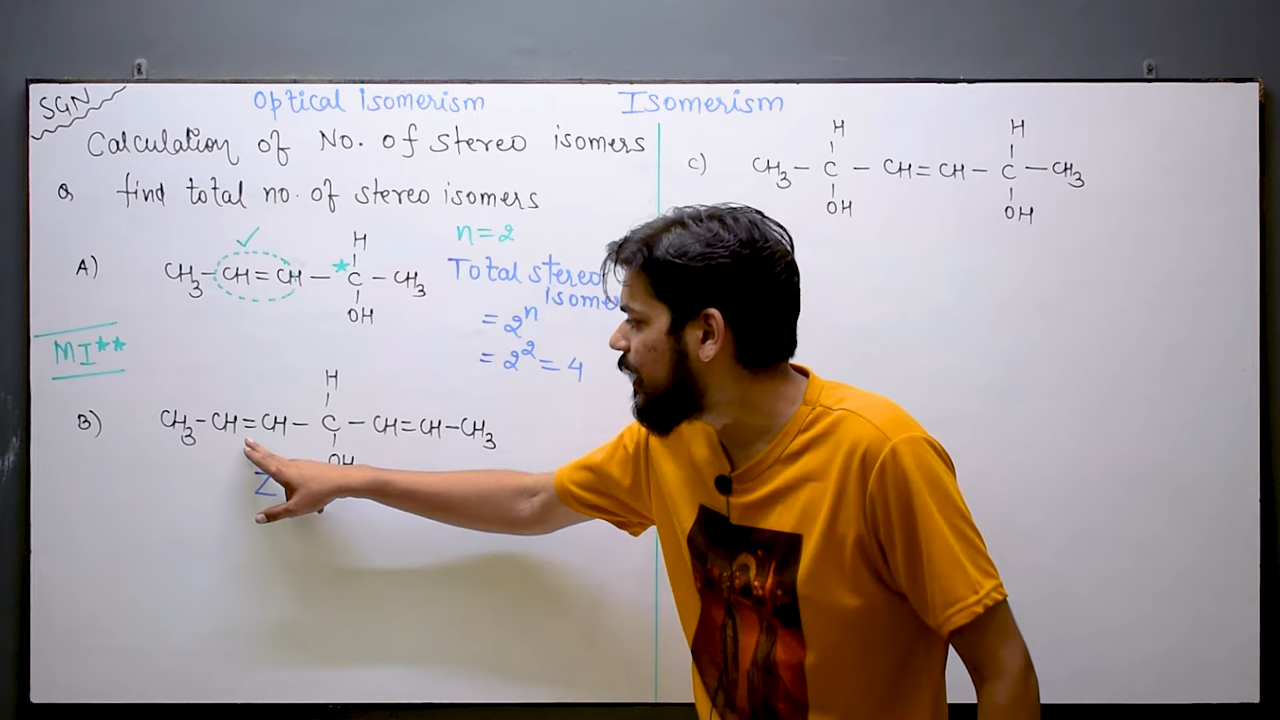 SGN
Optical Isomerism
Isomerism
Calculation of No. of stereo isomers
Q find total no. of stereo isomers
A)
H
CH3-CH=CH-*C-CH3
OH
n=2
Total stereo
isomer
= 2^n
= 2^2 = 4
MI**
B)
H
CH3-CH=CH-C-CH=CH-CH3
OH
Z
C)
H H
CH3-C-CH=CH-C-CH3
OH OH